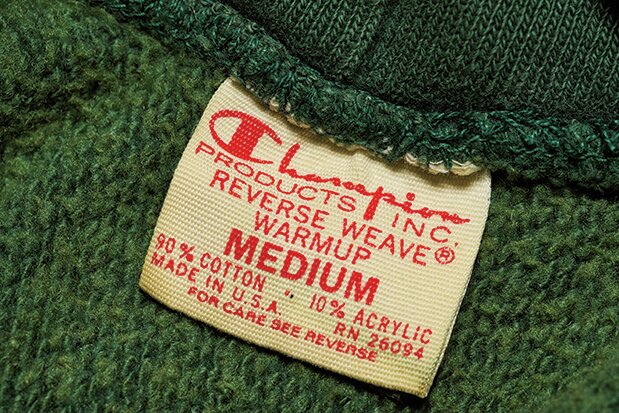 Champion
PRODUCTS INC.
REVERSE WEAVE®
WARMUP
MEDIUM
90% COTTON · 10% ACRYLIC
MADE IN U.S.A. RN 26094
FOR CARE SEE REVERSE